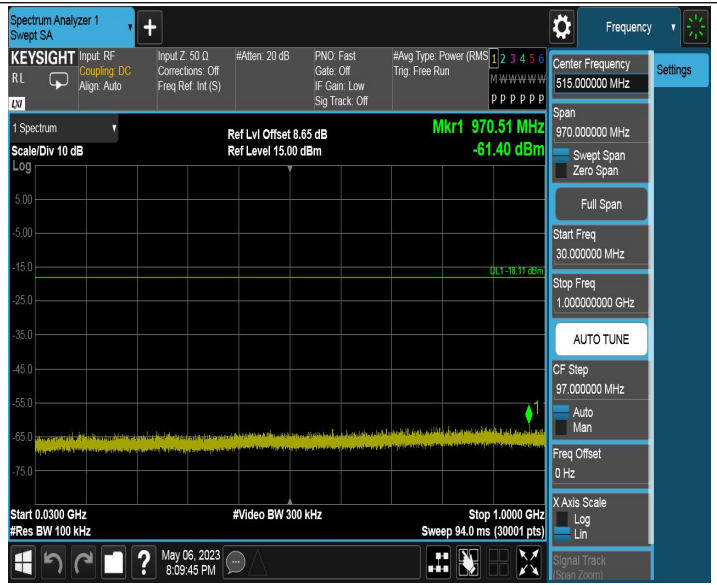 Spectrum Analyzer 1
Swept SA
Frequency
KEYSIGHT
RL
LXI
Input: RF
Coupling: DC
Align: Auto
Input Z: 50 Ω
Corrections: Off
Freq Ref: Int (S)
#Atten: 20 dB
PNO: Fast
Gate: Off
IF Gain: Low
Sig Track: Off
#Avg Type: Power (RMS
Trig: Free Run
1 2 3 4 5 6
M W W W W W
P P P P P P
1 Spectrum
Scale/Div 10 dB
Ref Lvl Offset 8.65 dB
Ref Level 15.00 dBm
Mkr1 970.51 MHz
-61.40 dBm
Log
5.00
-5.00
-15.0
DL1 -18.11 dBm
-25.0
-35.0
-45.0
-55.0
1
-65.0
-75.0
Start 0.0300 GHz
#Video BW 300 kHz
Stop 1.0000 GHz
#Res BW 100 kHz
Sweep 94.0 ms (30001 pts)
Center Frequency
515.000000 MHz
Settings
Span
970.000000 MHz
Swept Span
Zero Span
Full Span
Start Freq
30.000000 MHz
Stop Freq
1.000000000 GHz
AUTO TUNE
CF Step
97.000000 MHz
Auto
Man
Freq Offset
0 Hz
X Axis Scale
Log
Lin
Signal Track
(Span Zoom)
?
May 06, 2023
8:09:45 PM